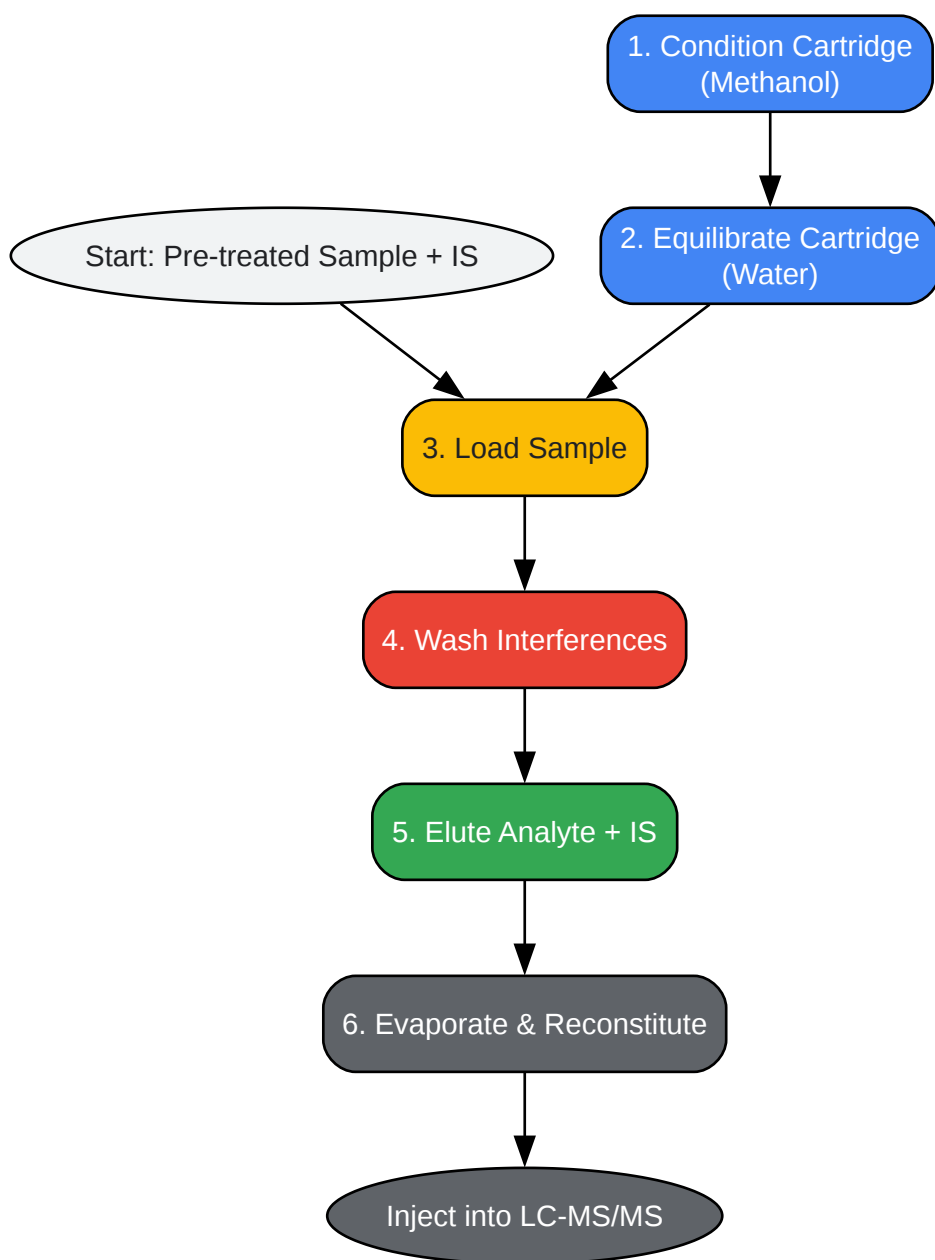 1. Condition Cartridge
(Methanol)
Start: Pre-treated Sample + IS
2. Equilibrate Cartridge
(Water)
3. Load Sample
4. Wash Interferences
5. Elute Analyte + IS
6. Evaporate & Reconstitute
Inject into LC-MS/MS